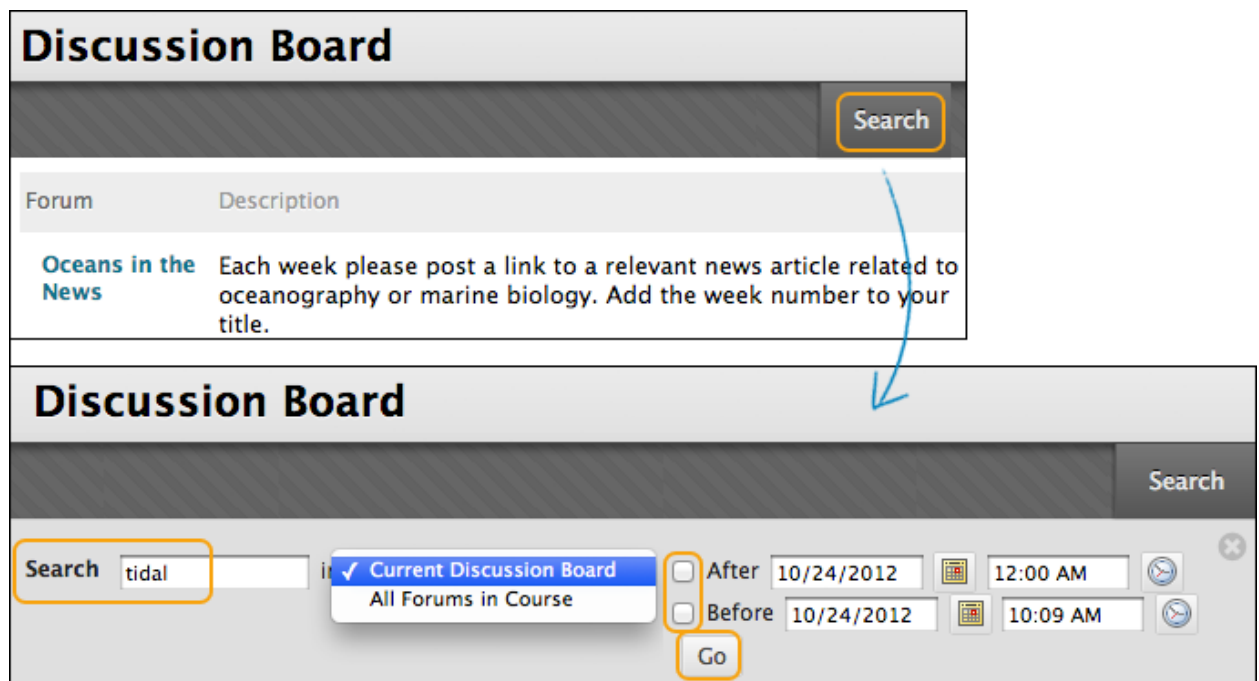 Discussion Board
Search
Forum Description
Oceans in the Each week please post a link to a relevant news article related to
News oceanography or marine biology. Add the week number to your
title.
Discussion Board
Search
Search tidal in ✓ Current Discussion Board After 10/24/2012 12:00 AM
All Forums in Course Before 10/24/2012 10:09 AM
Go